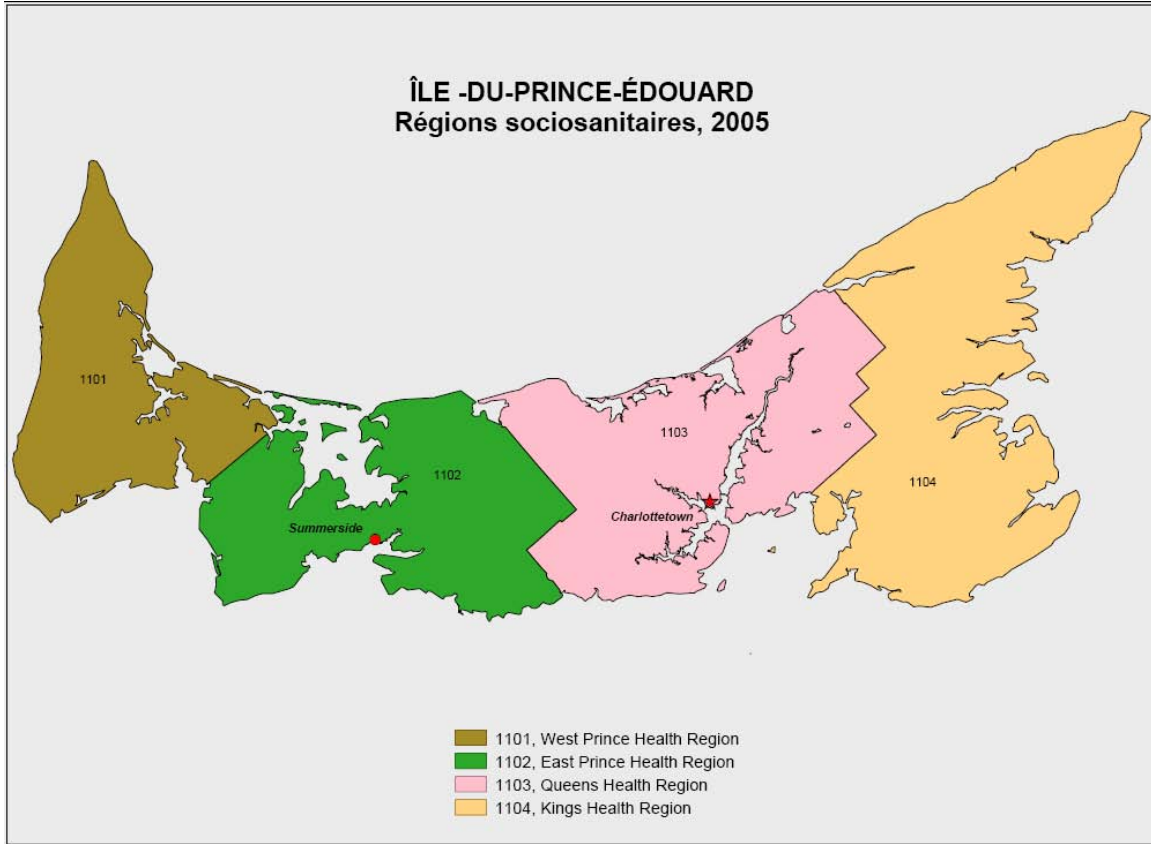 ÎLE -DU-PRINCE-ÉDOUARD
Régions sociosanitaires, 2005
1101
1103
1102
1104
Summerside
Charlottetown
1101, West Prince Health Region
1102, East Prince Health Region
1103, Queens Health Region
1104, Kings Health Region